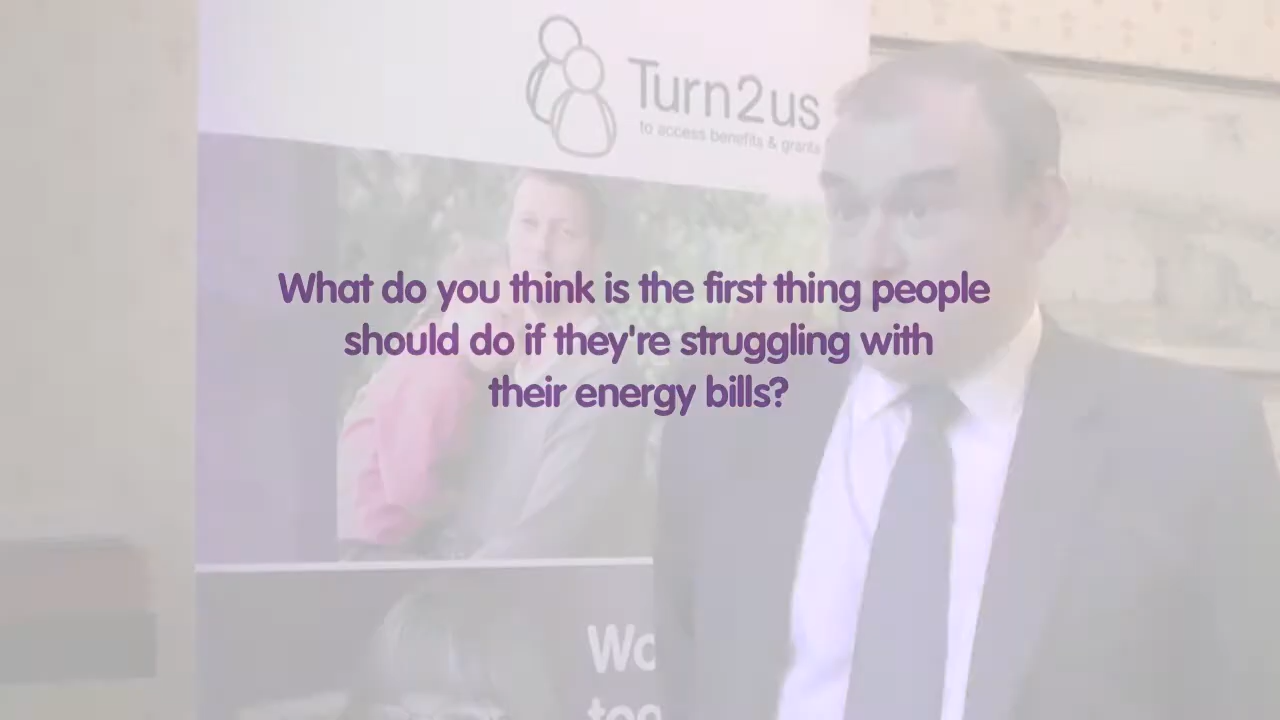 Turn2us
to access benefits & grants
What do you think is the first thing people
should do if they're struggling with
their energy bills?
Wo
too